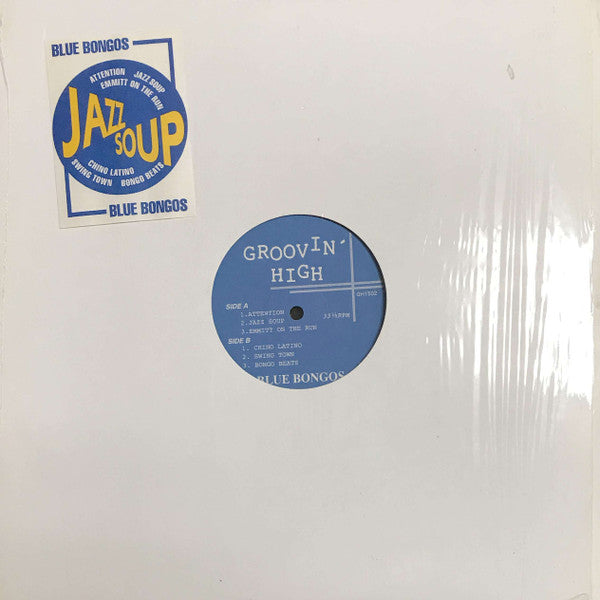 BLUE BONGOS
ATTENTION JAZZ SOUP
EMMITT ON THE RUN
JAZZ
SOUP
CHINO LATINO
SWING TOWN BONGO BEATS
BLUE BONGOS
GROOVIN´
HIGH
GH1502
SIDE A
1.ATTENTION
2.JAZZ SOUP
33⅓RPM
3.EMMITT ON THE RUN
SIDE B
1. CHINO LATINO
2. SWING TOWN
3. BONGO BEATS
BLUE BONGOS